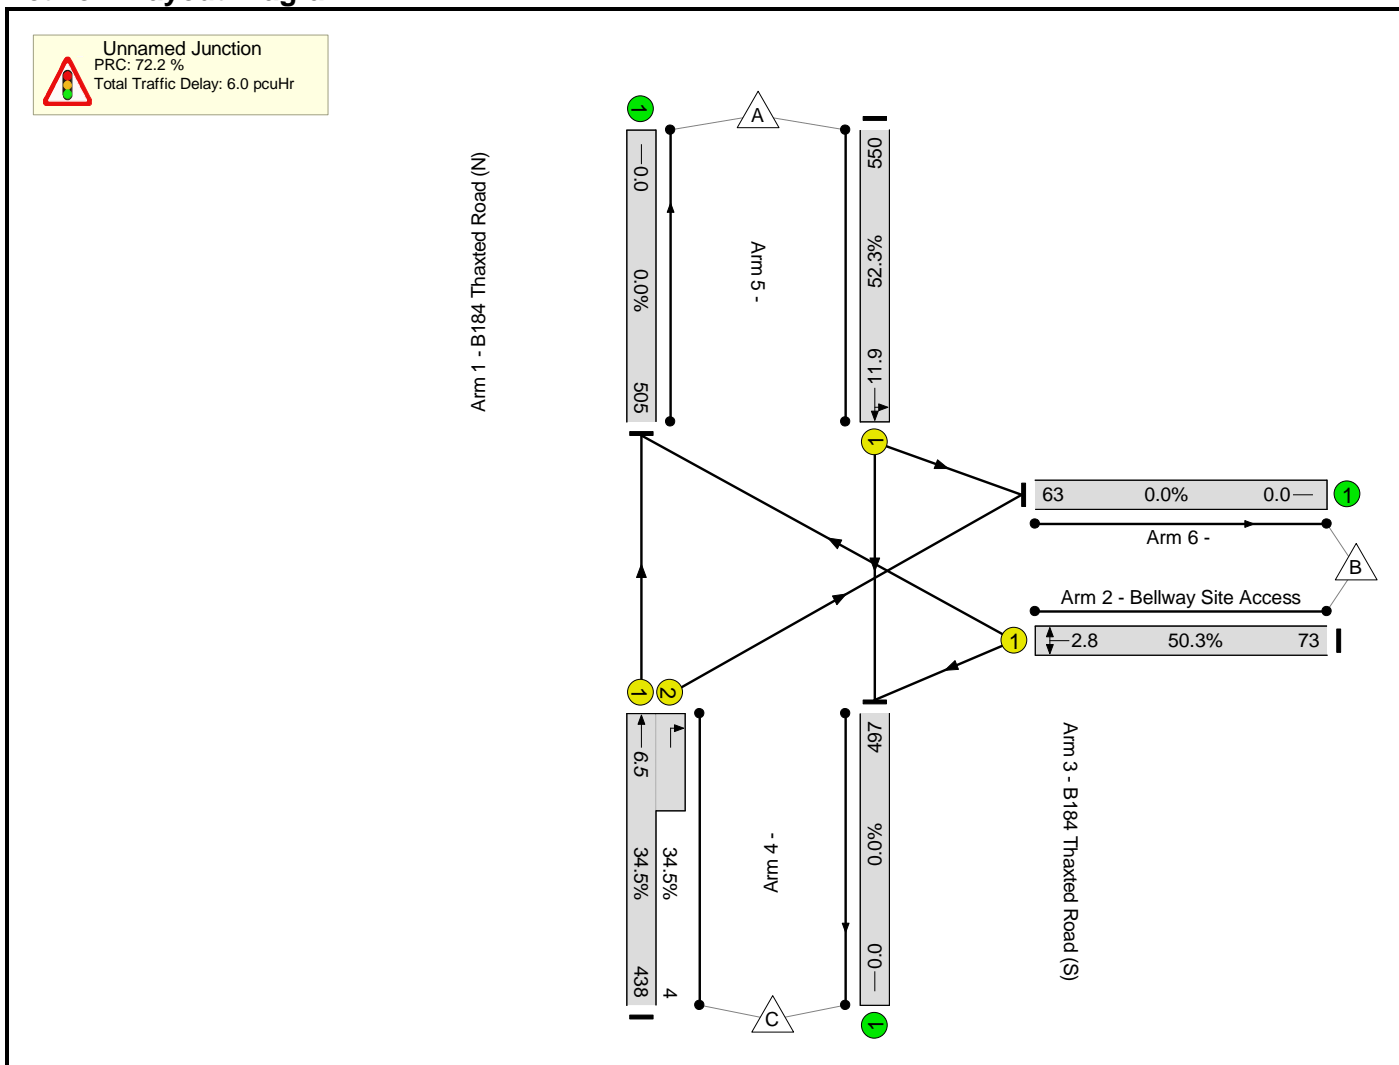 Unnamed Junction
PRC: 72.2 %
Total Traffic Delay: 6.0 pcuHr
A
1
0.0
0.0%
505
Arm 1 - B184 Thaxted Road (N)
Arm 5 -
550
52.3%
11.9
1
63 0.0% 0.0 1
Arm 6 -
B
Arm 2 - Bellway Site Access
1 2.8 50.3% 73
1 2
6.5
34.5% 34.5%
438 4
Arm 4 -
497
0.0%
0.0
1
Arm 3 - B184 Thaxted Road (S)
C